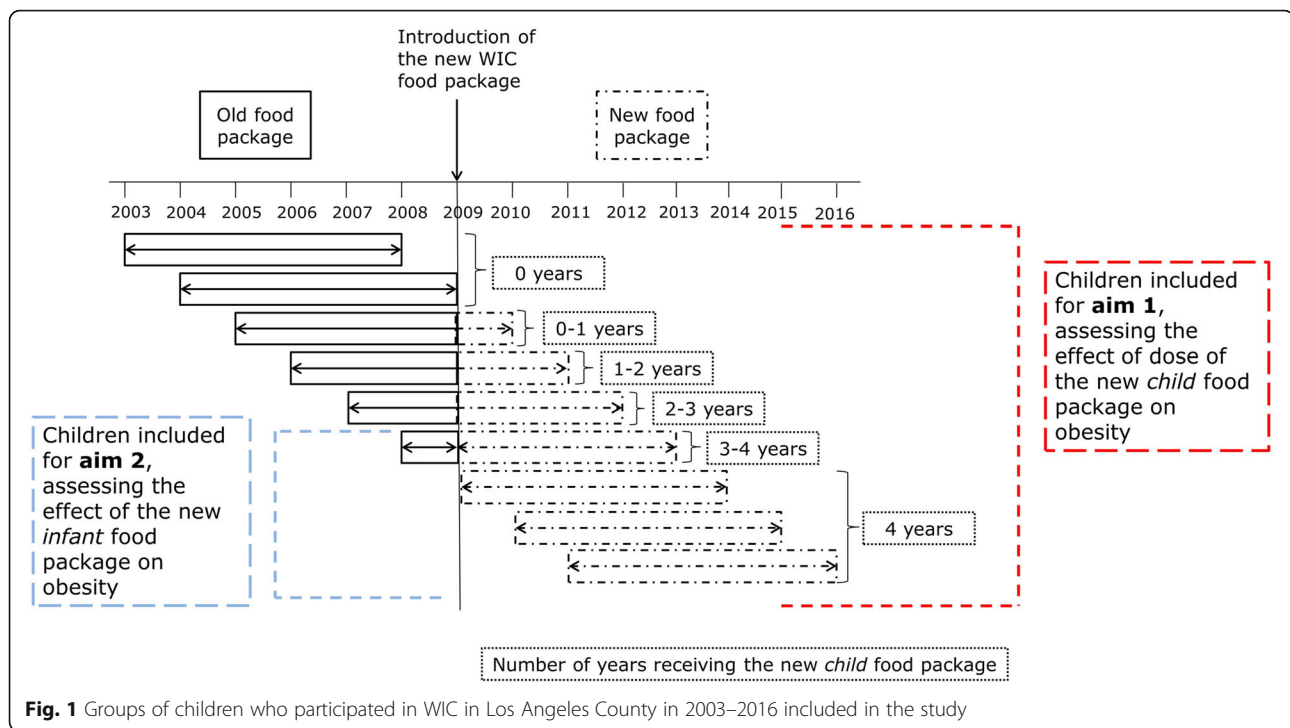 Introduction of
the new WIC
food package
Old food
package
New food
package
2003 2004 2005 2006 2007 2008 2009 2010 2011 2012 2013 2014 2015 2016
0 years
0-1 years
1-2 years
2-3 years
3-4 years
4 years
Children included
for aim 1,
assessing the
effect of dose of
the new child food
package on
obesity
Children included
for aim 2,
assessing the
effect of the new
infant food
package on
obesity
Number of years receiving the new child food package
Fig. 1 Groups of children who participated in WIC in Los Angeles County in 2003–2016 included in the study